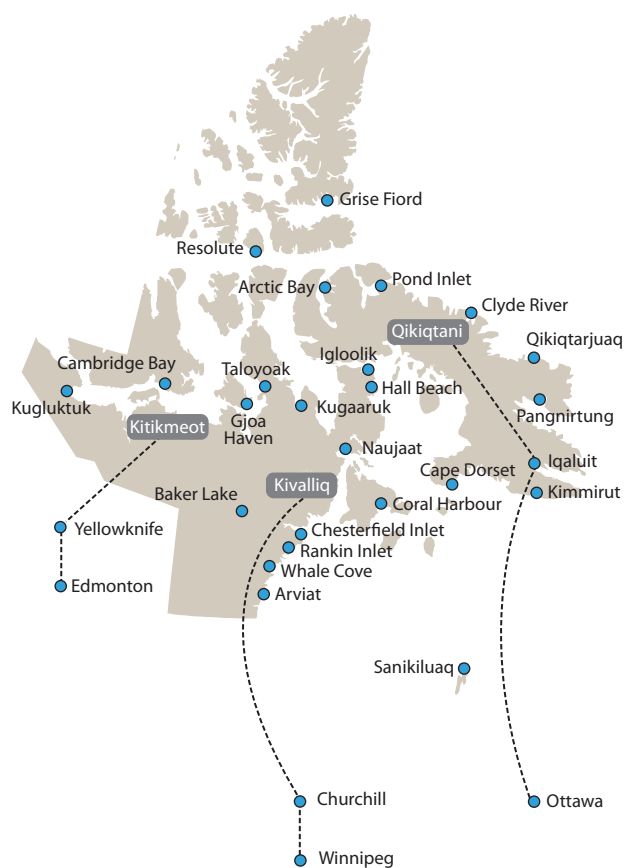 Grise Fiord
Resolute
Arctic Bay
Pond Inlet
Clyde River
Qikiqtani
Qikiqtarjuaq
Igloolik
Cambridge Bay
Taloyoak
Hall Beach
Kugluktuk
Kugaaruk
Pangnirtung
Gjoa
Haven
Kitikmeot
Naujaat
Iqaluit
Cape Dorset
Kivalliq
Kimmirut
Baker Lake
Coral Harbour
Yellowknife
Chesterfield Inlet
Rankin Inlet
Whale Cove
Edmonton
Arviat
Sanikiluaq
Churchill
Ottawa
Winnipeg